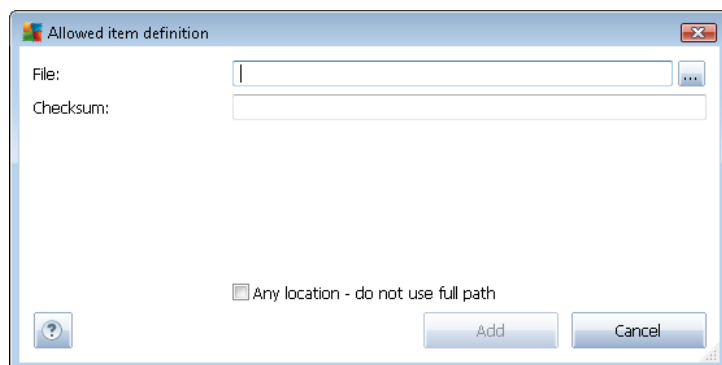 Allowed item definition
File:
...
Checksum:
Any location - do not use full path
?
Add
Cancel